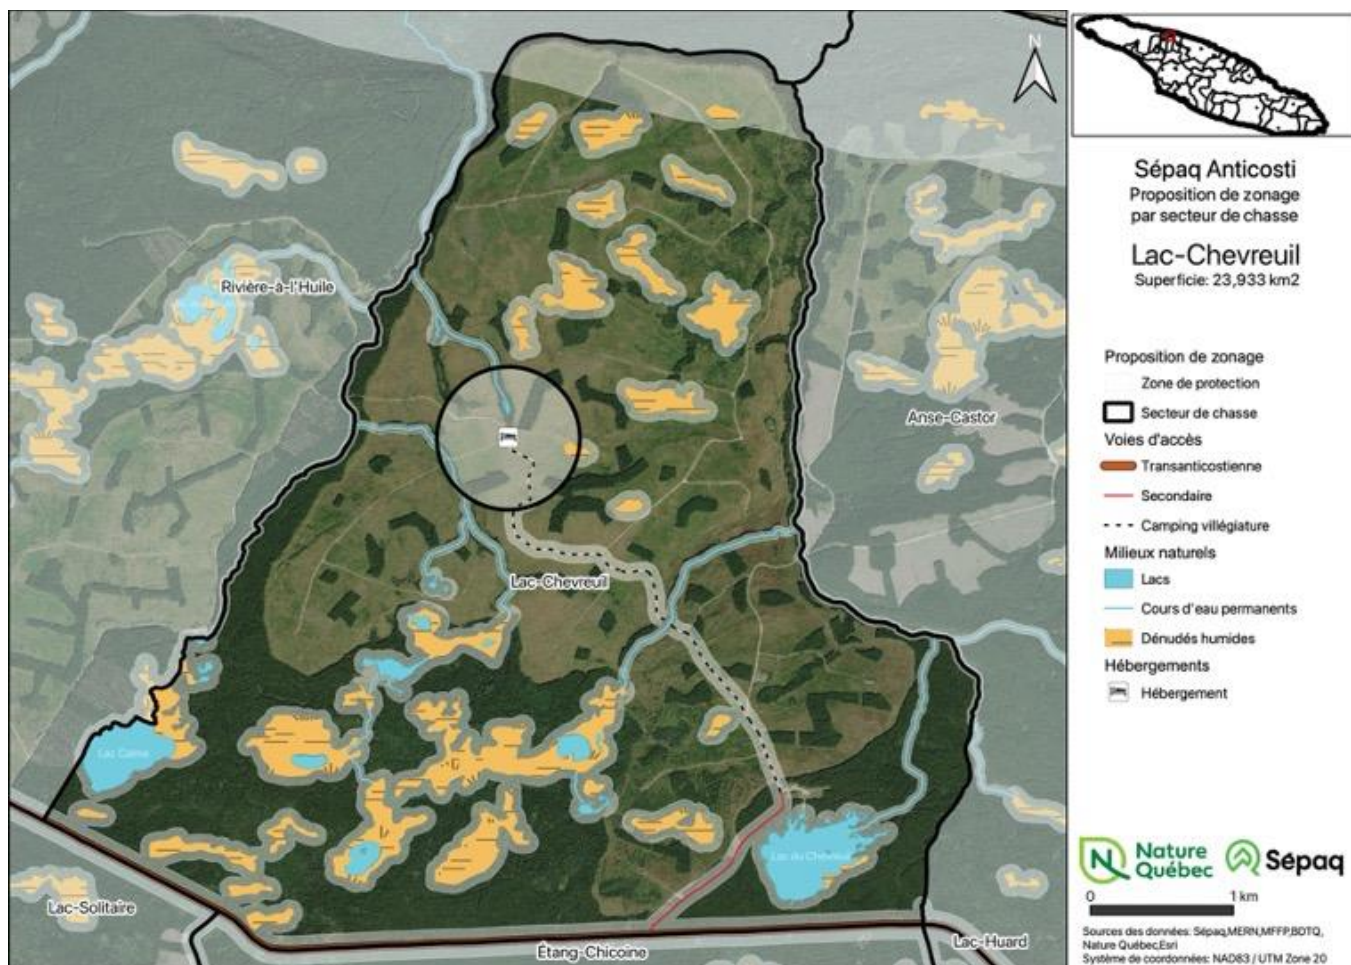 N
Sépaq Anticosti
Proposition de zonage
par secteur de chasse
Lac-Chevreuil
Superficie: 23,933 km2
Proposition de zonage
Zone de protection
Secteur de chasse
Voies d'accès
Transanticostienne
Secondaire
Camping villégiature
Milieux naturels
Lacs
Cours d'eau permanents
Dénudés humides
Hébergements
Hébergement
Rivière-à-l'Huile
Anse-Castor
Lac-Chevreuil
Lac du Chevreuil
Lac-Solitaire
Étang-Chicoine
Lac-Huard
N
Nature
Québec
Sépaq
0 1 km
Sources des données: Sépaq,MERN,MFFP,BDTQ,
Nature Québec,Esri
Système de coordonnées: NAD83 / UTM Zone 20